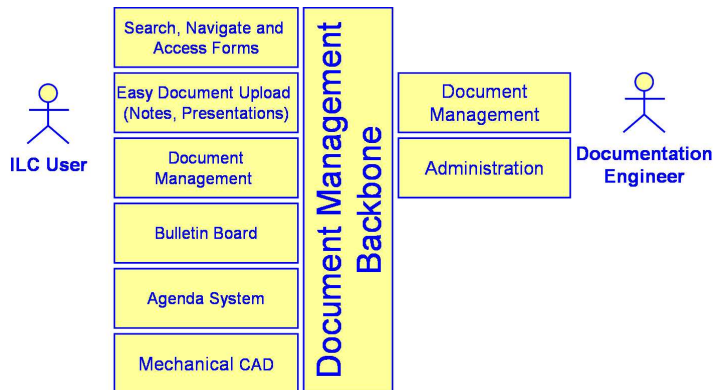 Search, Navigate and
Access Forms
Easy Document Upload
(Notes, Presentations)
ILC User
Document
Management
Bulletin Board
Agenda System
Mechanical CAD
Document Management
Backbone
Document
Management
Administration
Documentation
Engineer